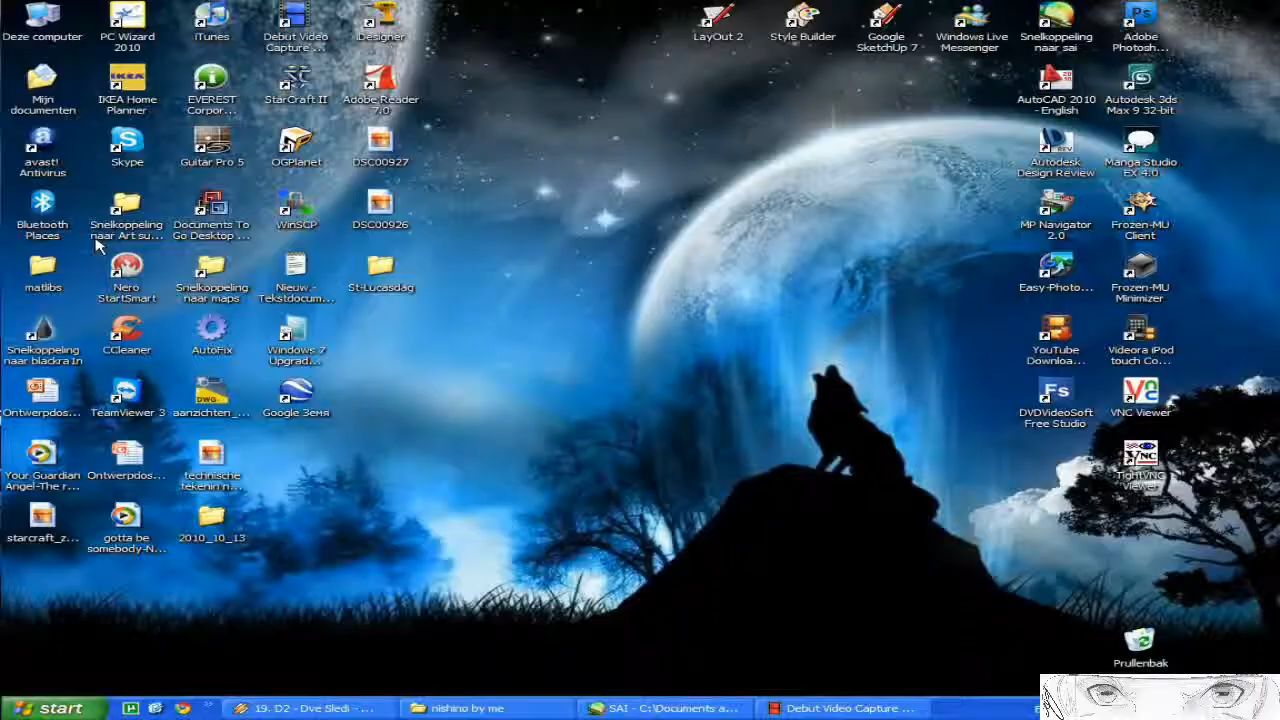 Deze computer
PC Wizard
2010
iTunes
Debut Video
Capture ...
iDesigner
LayOut 2
Style Builder
Google
SketchUp 7
Windows Live
Messenger
Snelkoppeling
naar sai
Adobe
Photosh...
Mijn
documenten
IKEA Home
Planner
EVEREST
Corpor...
StarCraft II
Adobe Reader
7.0
AutoCAD 2010
- English
Autodesk 3ds
Max 9 32-bit
avast!
Antivirus
Skype
Guitar Pro 5
OGPlanet
DSC00927
Autodesk
Design Review
Manga Studio
EX 4.0
Bluetooth
Places
Snelkoppeling
naar Art su...
Documents To
Go Desktop ...
WinSCP
DSC00926
MP Navigator
2.0
Frozen-MU
Client
matlibs
Nero
StartSmart
Snelkoppeling
naar maps
Nieuw -
Tekstdocum...
St-Lucasdag
Easy-Photo...
Frozen-MU
Minimizer
Snelkoppeling
naar blackra1n
CCleaner
AutoFix
Windows 7
Upgrad...
YouTube
Downloa...
Videora iPod
touch Co...
Ontwerpdos...
TeamViewer 3
aanzichten_...
Google Земя
DVDVideoSoft
Free Studio
VNC Viewer
Your Guardian
Angel-The r...
Ontwerpdos...
technische
tekenin n...
TightVNC
Viewer
starcraft_z...
gotta be
somebody-N...
2010_10_13
Prullenbak
start
19. D2 - Dve Sledi - ...
nishino by me
SAI - C:\Documents a...
Debut Video Capture ...